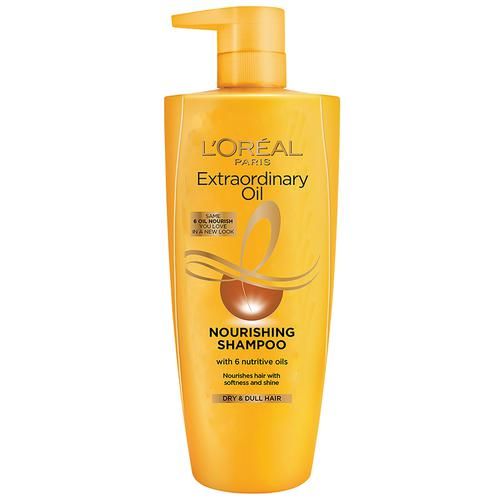 L'ORÉAL
PARIS
Extraordinary
Oil
SAME
6 OIL NOURISH
YOU LOVE
IN A NEW LOOK
NOURISHING
SHAMPOO
with 6 nutritive oils
Nourishes hair with
softness and shine
DRY & DULL HAIR